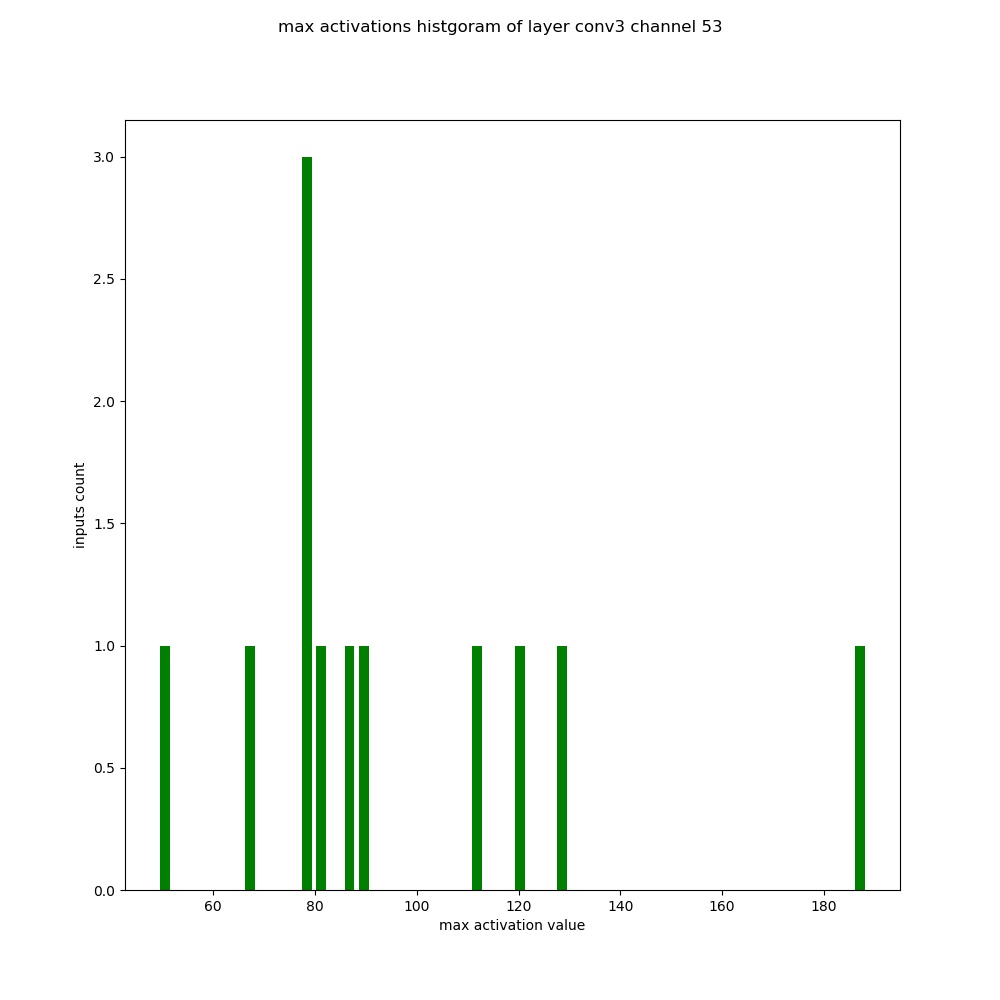 max activations histgoram of layer conv3 channel 53
3.0
2.5
2.0
1.5
1.0
0.5
0.0
inputs count
60 80 100 120 140 160 180
max activation value